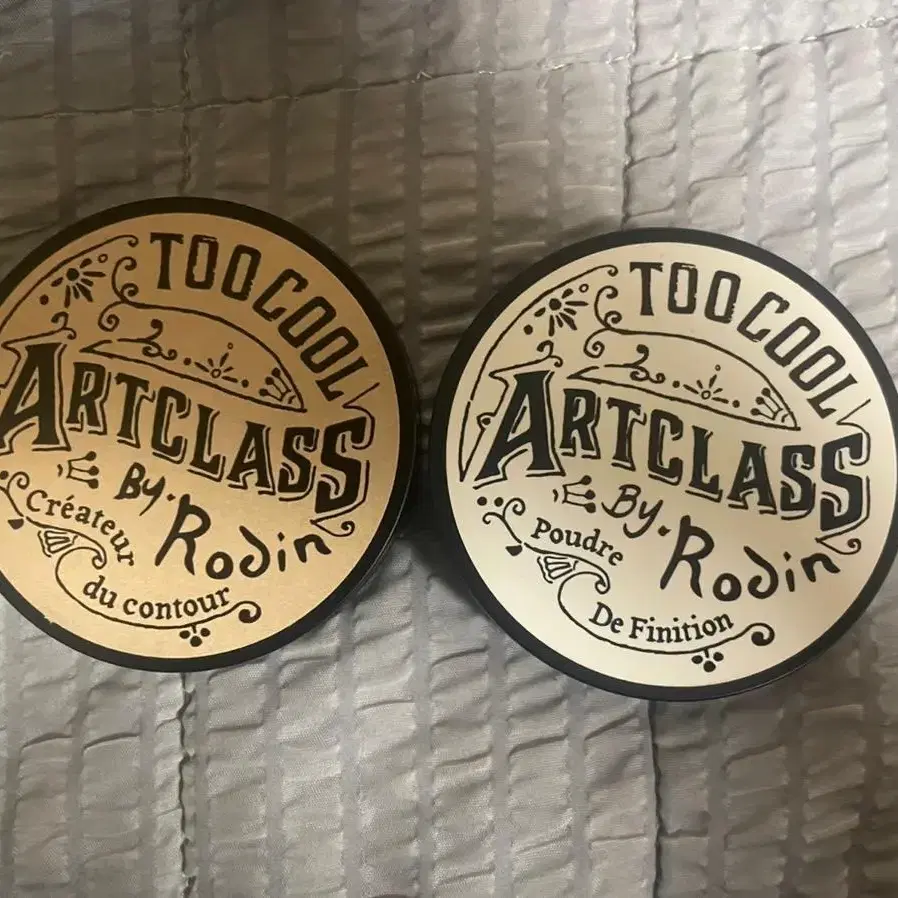 TOO COOL
ARTCLASS
By. Rodin
Créateur
du contour
TOO COOL
ARTCLASS
By. Rodin
Poudre
De Finition